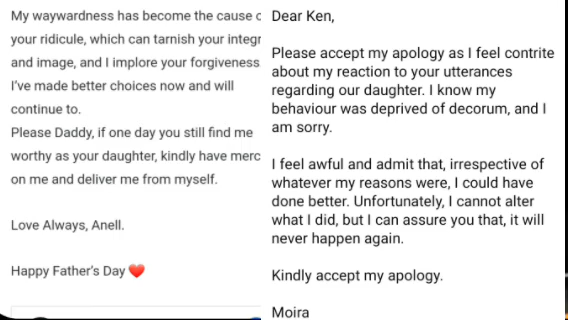 My waywardness has become the cause
your ridicule, which can tarnish your
and image, and I implore your forgiveness
I've made better choices now and will
continue to.
Please Daddy, if one day you still find me
worthy as your daughter, kindly have
on me and deliver me from myself.
Love Always, Anell.
Happy Father's Day ❤️
Dear Ken,
Please accept my apology as I feel contrite
about my reaction to your utterances
regarding our daughter. I know my
behaviour was deprived of decorum, and I
am sorry.
I feel awful and admit that, irrespective of
whatever my reasons were, I could have
done better. Unfortunately, I cannot alter
what I did, but I can assure you that, it will
never happen again.
Kindly accept my apology.
Moira